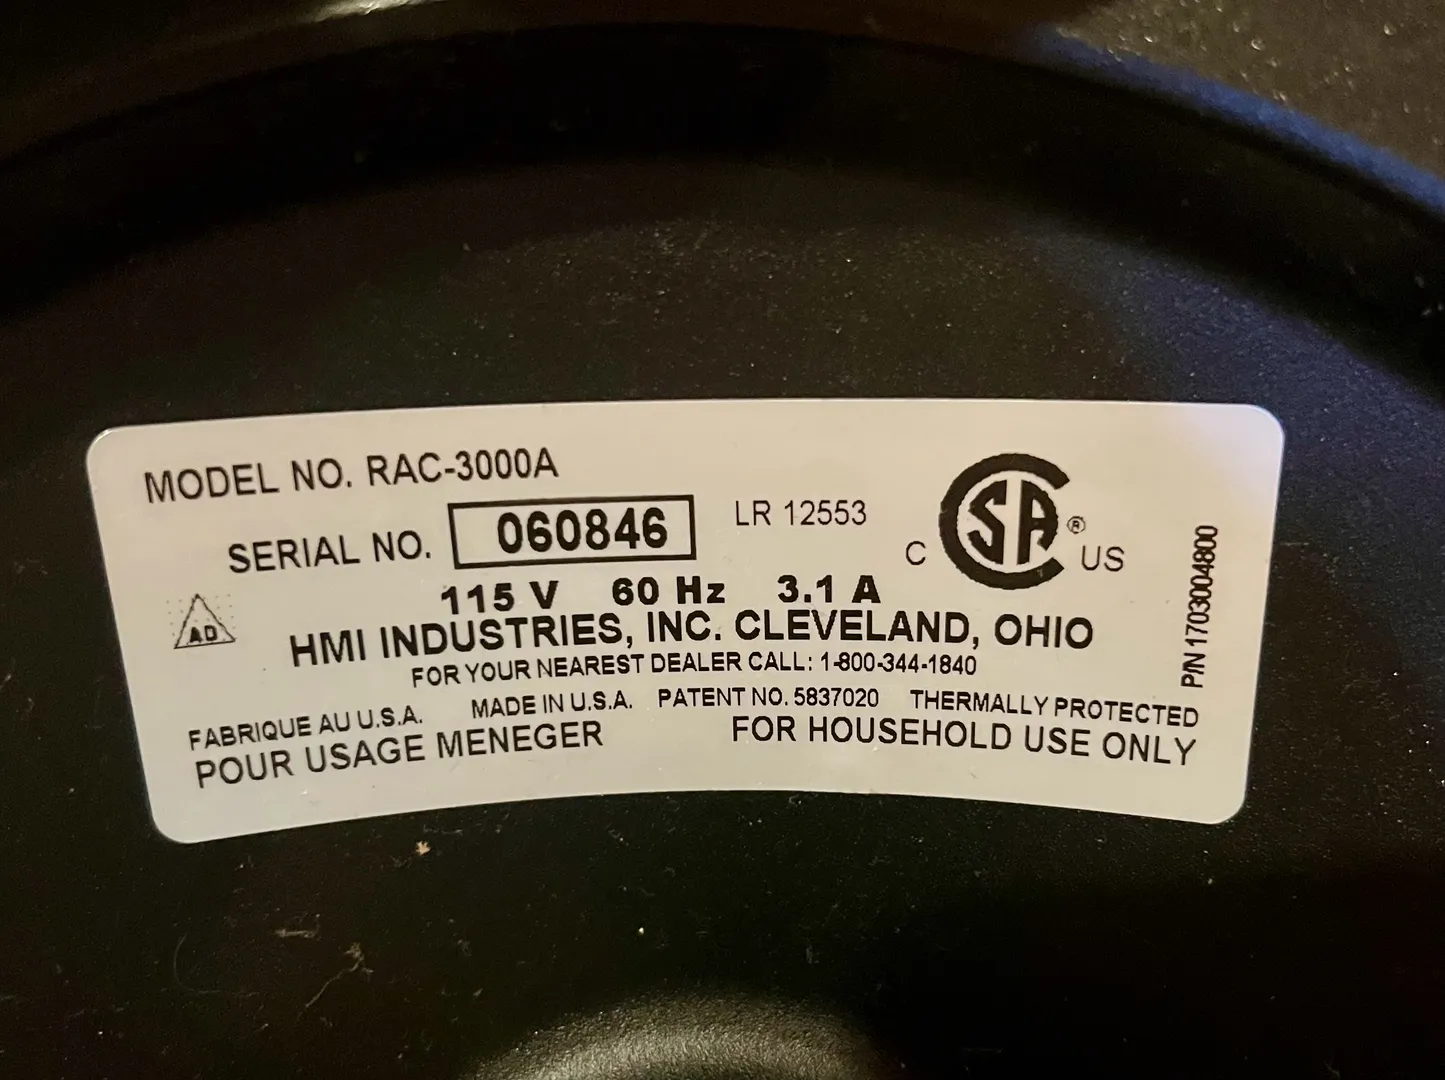 MODEL NO. RAC-3000A
SERIAL NO. 060846
LR 12553
C SA ® US
115 V 60 Hz 3.1 A
AD
HMI INDUSTRIES, INC. CLEVELAND, OHIO
FOR YOUR NEAREST DEALER CALL: 1-800-344-1840
FABRIQUE AU U.S.A. MADE IN U.S.A. PATENT NO. 5837020 THERMALLY PROTECTED
POUR USAGE MENEGER FOR HOUSEHOLD USE ONLY
P/N 1703004800